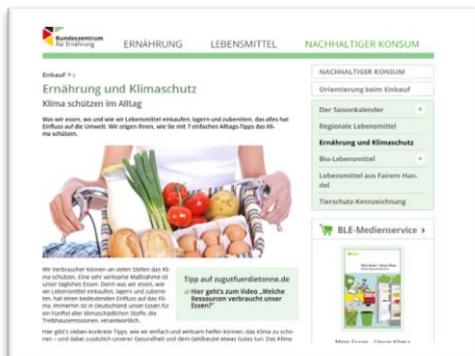 Bundeszentrum
für Ernährung
ERNÄHRUNG
LEBENSMITTEL
NACHHALTIGER KONSUM
Einkauf
Ernährung und Klimaschutz
Klima schützen im Alltag
Was wir essen, wo und wie wir Lebensmittel einkaufen, lagern und zubereiten, das alles hat
Einfluss auf die Umwelt. Wir zeigen Ihnen, wie Sie mit 7 einfachen Alltags-Tipps das Kli-
ma schützen.
Wir Verbraucher können an vielen Stellen das Kli-
ma schützen. Eine sehr wirksame Maßnahme ist
unser tägliches Essen. Denn was wir essen, wie
wir Lebensmittel einkaufen, lagern und zuberei-
ten, hat einen bedeutenden Einfluss auf das Kli-
ma. Immerhin ist in Deutschland unser Essen für
ein Fünftel aller klimaschädlichen Stoffe, die
Treibhausemissionen, verantwortlich.
Tipp auf zugutfuerdietonne.de
Hier geht's zum Video „Welche
Ressourcen verbraucht unser
Essen?"
Hier gibt's sieben konkrete Tipps, wie wir einfach und wirksam helfen können, das Klima zu scho-
nen – und dabei zusätzlich unserer Gesundheit und dem Geldbeutel etwas Gutes tun. Das Klima
NACHHALTIGER KONSUM
Orientierung beim Einkauf
Der Saisonkalender +
Regionale Lebensmittel
Ernährung und Klimaschutz
Bio-Lebensmittel +
Lebensmittel aus Fairem Han-
del
Tierschutz-Kennzeichnung
BLE-Medienservice >